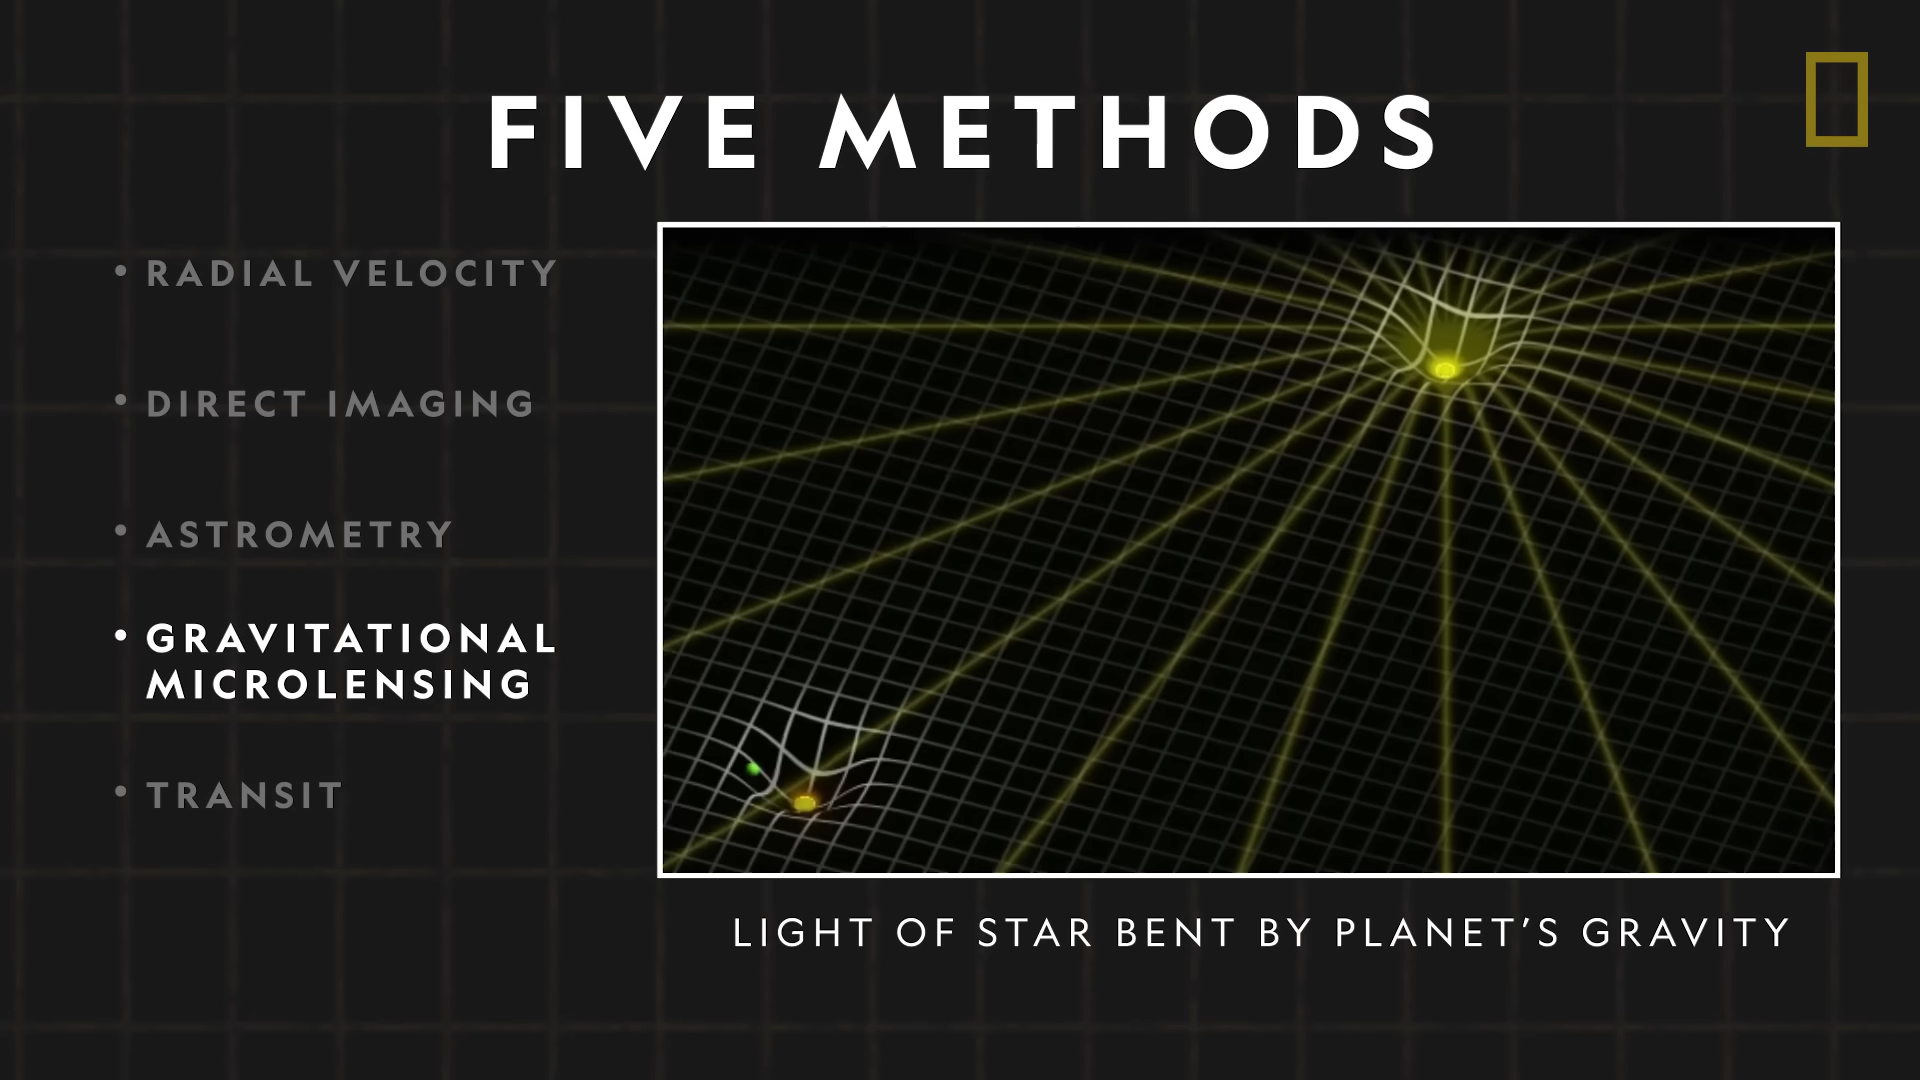 FIVE METHODS
• RADIAL VELOCITY
• DIRECT IMAGING
• ASTROMETRY
• GRAVITATIONAL
MICROLENSING
• TRANSIT
LIGHT OF STAR BENT BY PLANET’S GRAVITY